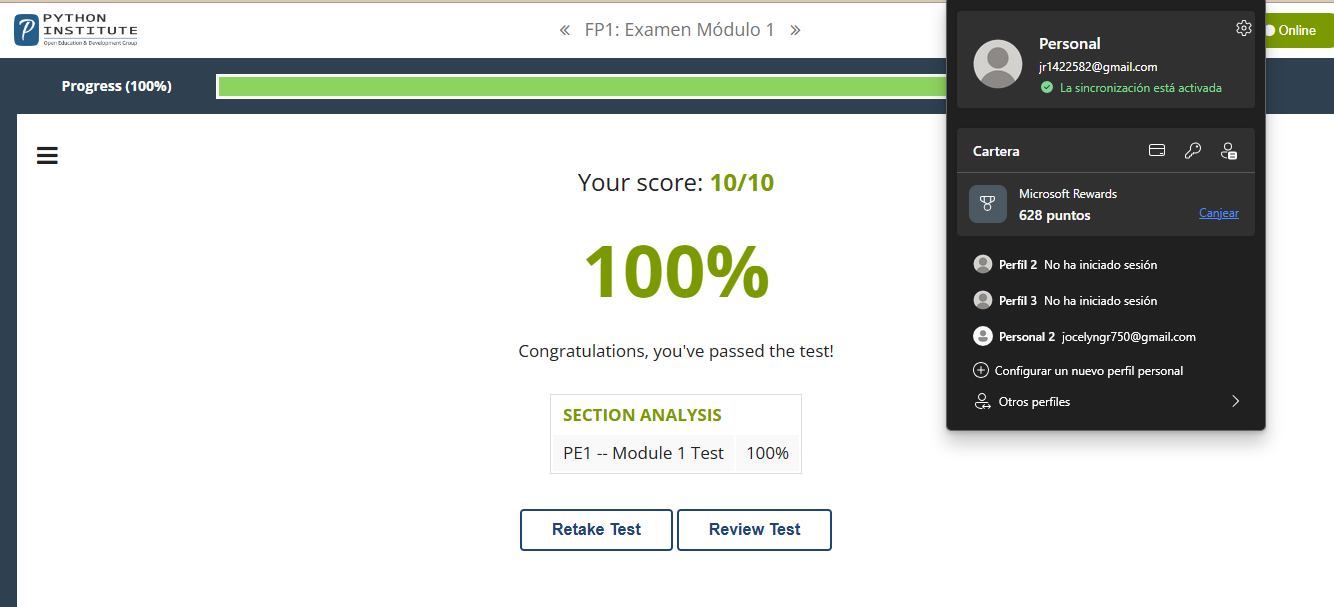 PYTHON
INSTITUTE
Open Education & Development Group
« FP1: Examen Módulo 1 »
Online
Progress (100%)
Your score: 10/10
100%
Congratulations, you've passed the test!
SECTION ANALYSIS
PE1 -- Module 1 Test 100%
Retake Test
Review Test
Personal
jr1422582@gmail.com
La sincronización está activada
Cartera
Microsoft Rewards
628 puntos
Canjear
Perfil 2 No ha iniciado sesión
Perfil 3 No ha iniciado sesión
Personal 2 jocelyngr750@gmail.com
Configurar un nuevo perfil personal
Otros perfiles